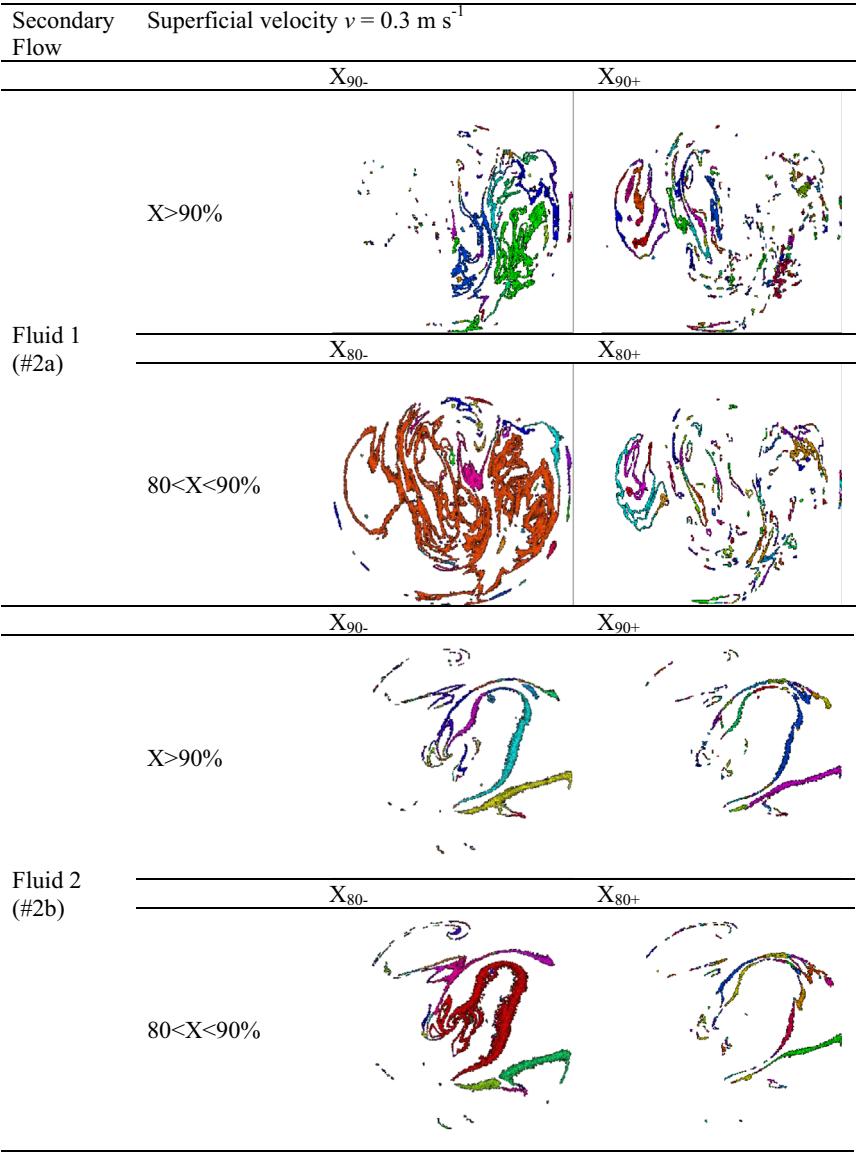 Secondary Flow Superficial velocity v = 0.3 m s⁻¹
X₉₀₋ X₉₀₊
X>90%
Fluid 1
(#2a)
X₈₀₋ X₈₀₊
80<X<90%
X₉₀₋ X₉₀₊
X>90%
Fluid 2
(#2b)
X₈₀₋ X₈₀₊
80<X<90%